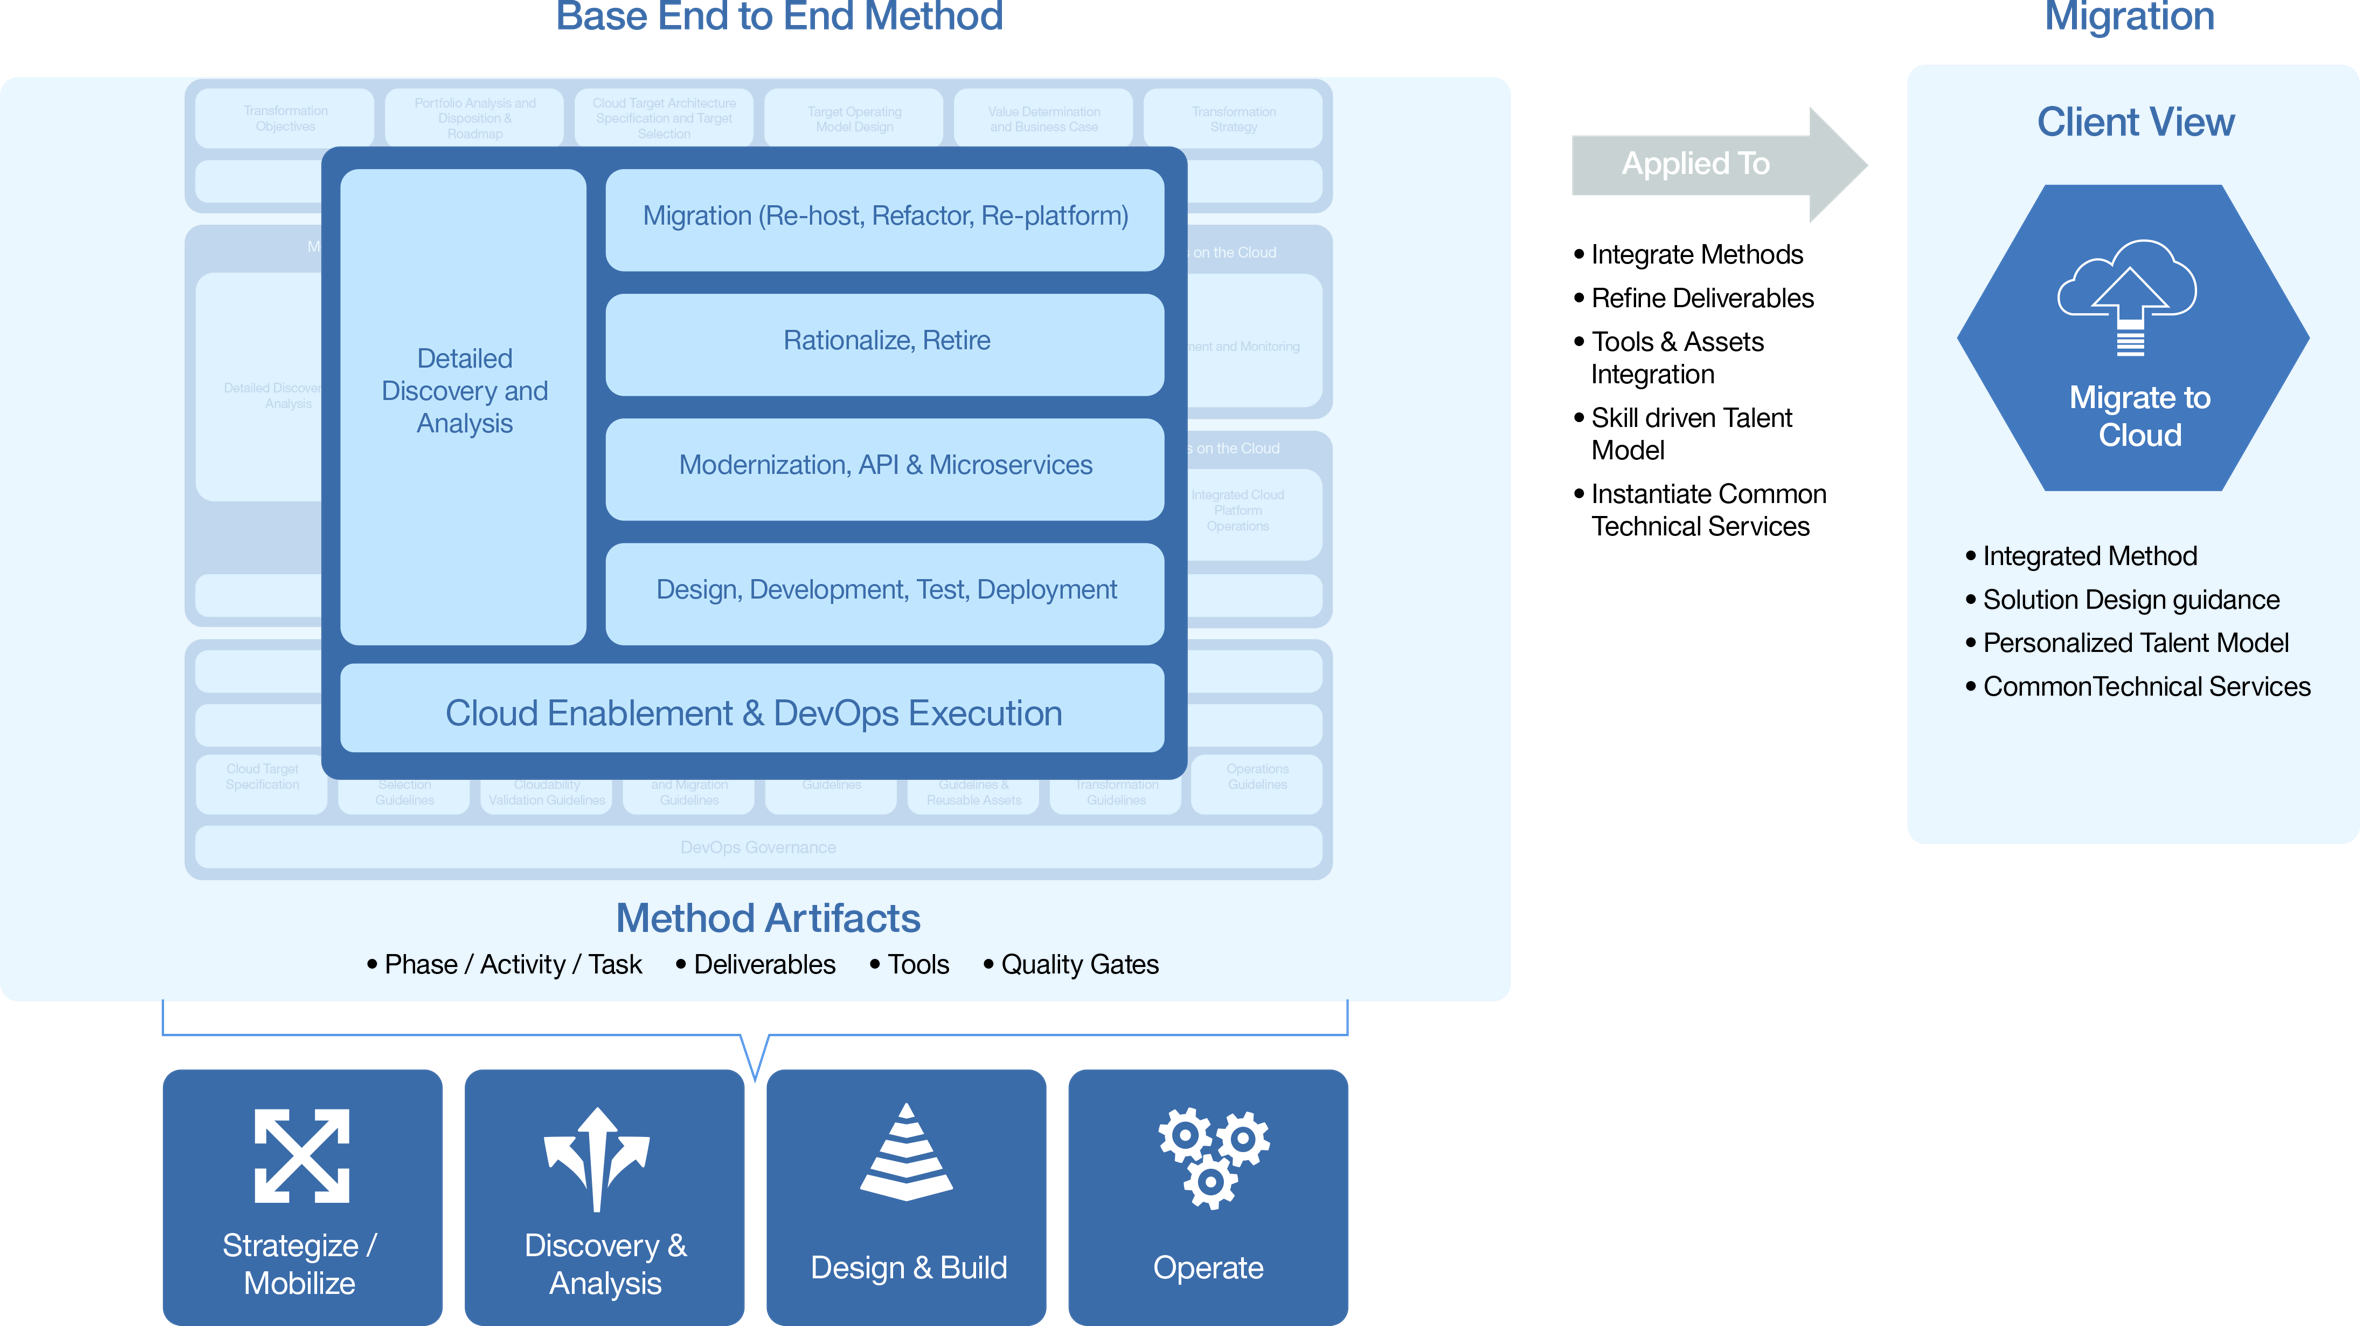 Base End to End Method
Migration
Transformation
Objectives
Portfolio Analysis and
Disposition &
Roadmap
Cloud Target Architecture
Specification and Target
Selection
Target Operating
Model Design
Value Determination
and Business Case
Transformation
Strategy
on the Cloud
Detailed
Analysis
and Monitoring
s on the Cloud
Integrated Cloud
Platform
Operations
Detailed
Discovery and
Analysis
Migration (Re-host, Refactor, Re-platform)
Rationalize, Retire
Modernization, API & Microservices
Design, Development, Test, Deployment
Cloud Enablement & DevOps Execution
Cloud Target
Specification
Selection
Guidelines
Cloudability
Validation Guidelines
and Migration
Guidelines
Guidelines
Guidelines &
Reusable Assets
Transformation
Guidelines
Operations
Guidelines
DevOps Governance
Method Artifacts
• Phase / Activity / Task • Deliverables • Tools • Quality Gates
Strategize /
Mobilize
Discovery &
Analysis
Design & Build
Operate
Applied To
• Integrate Methods
• Refine Deliverables
• Tools & Assets
Integration
• Skill driven Talent
Model
• Instantiate Common
Technical Services
Client View
Migrate to
Cloud
• Integrated Method
• Solution Design guidance
• Personalized Talent Model
• CommonTechnical Services